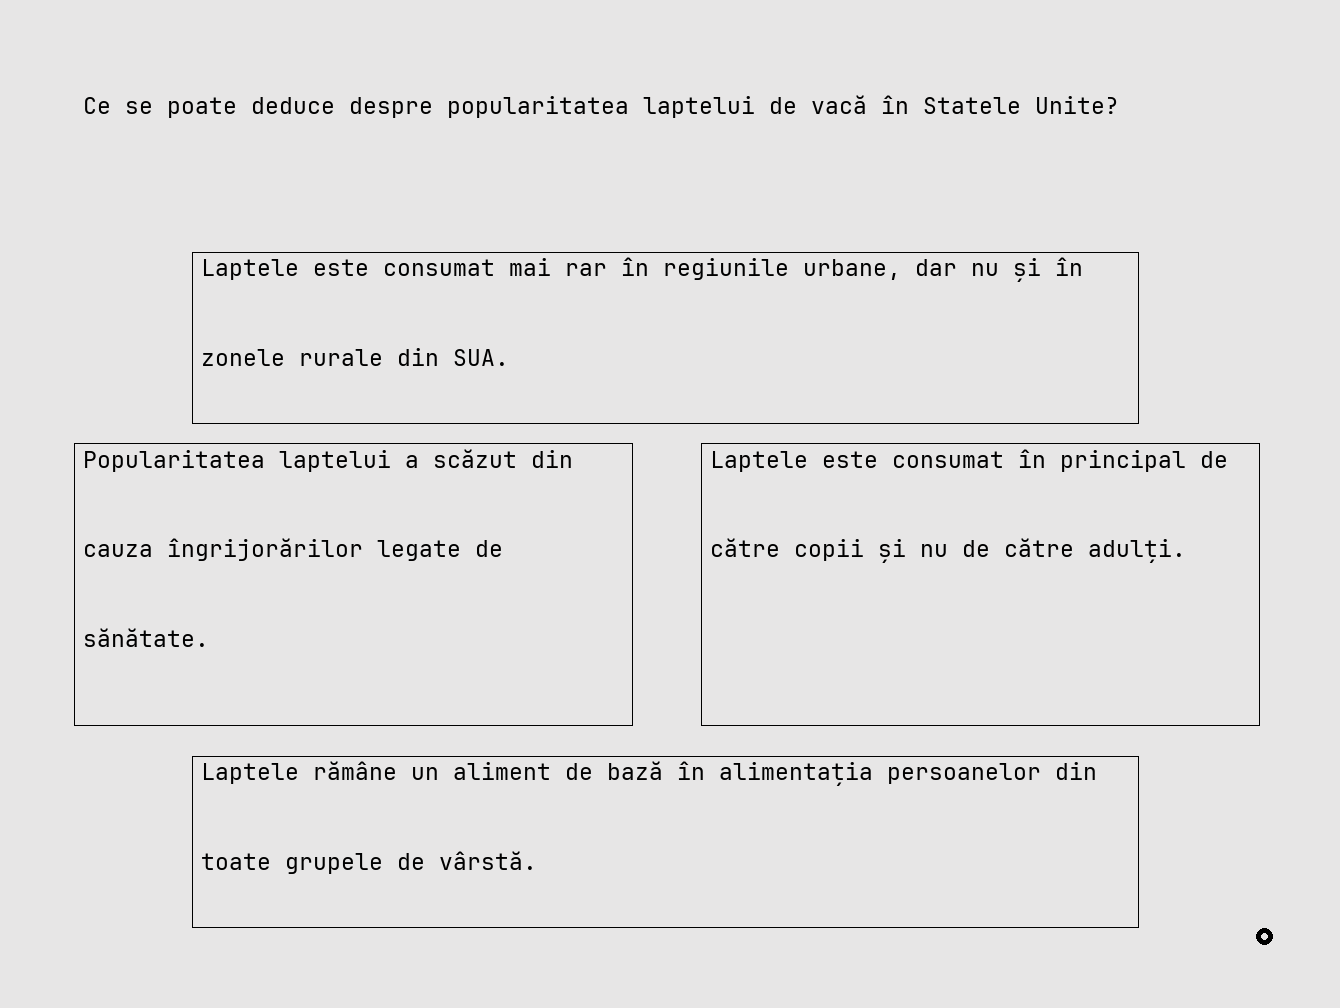 Ce se poate deduce despre popularitatea laptelui de vacă în Statele Unite?
Laptele este consumat mai rar în regiunile urbane, dar nu și în
zonele rurale din SUA.
Popularitatea laptelui a scăzut din
cauza îngrijorărilor legate de
sănătate.
Laptele este consumat în principal de
către copii și nu de către adulți.
Laptele rămâne un aliment de bază în alimentația persoanelor din
toate grupele de vârstă.